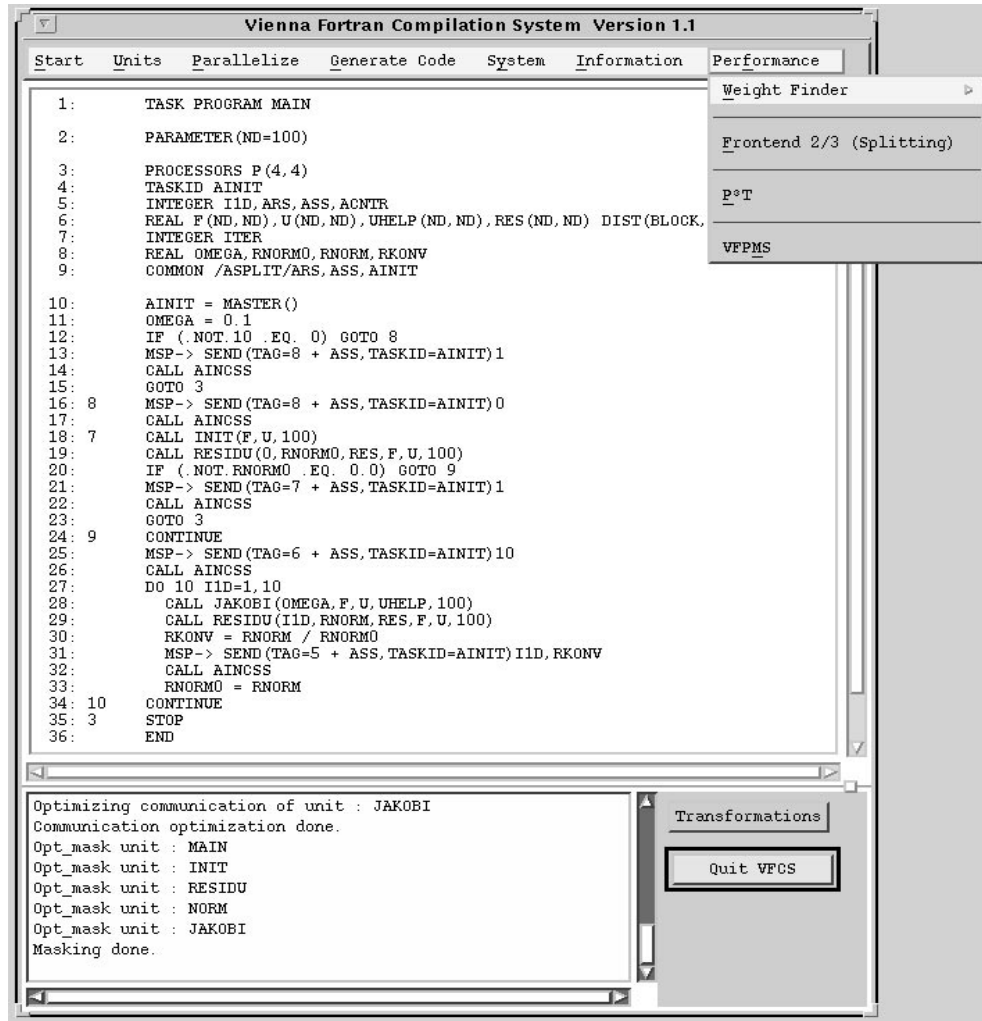 Vienna Fortran Compilation System Version 1.1
Start Units Parallelize Generate Code System Information Performance
Weight Finder
Frontend 2/3 (Splitting)
P³T
VFPMS
1: TASK PROGRAM MAIN
2: PARAMETER(ND=100)
3: PROCESSORS P(4,4)
4: TASKID AINIT
5: INTEGER I1D,ARS,ASS,ACNTR
6: REAL F(ND,ND),U(ND,ND),UHELP(ND,ND),RES(ND,ND) DIST(BLOCK,
7: INTEGER ITER
8: REAL OMEGA,RNORM0,RNORM,RKONV
9: COMMON /ASPLIT/ARS,ASS,AINIT
10: AINIT = MASTER()
11: OMEGA = 0.1
12: IF (.NOT.10 .EQ. 0) GOTO 8
13: MSP-> SEND(TAG=8 + ASS,TASKID=AINIT)1
14: CALL AINCSS
15: GOTO 3
16: 8 MSP-> SEND(TAG=8 + ASS,TASKID=AINIT)0
17: CALL AINCSS
18: 7 CALL INIT(F,U,100)
19: CALL RESIDU(0,RNORM0,RES,F,U,100)
20: IF (.NOT.RNORM0 .EQ. 0.0) GOTO 9
21: MSP-> SEND(TAG=7 + ASS,TASKID=AINIT)1
22: CALL AINCSS
23: GOTO 3
24: 9 CONTINUE
25: MSP-> SEND(TAG=6 + ASS,TASKID=AINIT)10
26: CALL AINCSS
27: DO 10 I1D=1,10
28: CALL JAKOBI(OMEGA,F,U,UHELP,100)
29: CALL RESIDU(I1D,RNORM,RES,F,U,100)
30: RKONV = RNORM / RNORM0
31: MSP-> SEND(TAG=5 + ASS,TASKID=AINIT)I1D,RKONV
32: CALL AINCSS
33: RNORM0 = RNORM
34: 10 CONTINUE
35: 3 STOP
36: END
Optimizing communication of unit : JAKOBI
Communication optimization done.
Opt_mask unit : MAIN
Opt_mask unit : INIT
Opt_mask unit : RESIDU
Opt_mask unit : NORM
Opt_mask unit : JAKOBI
Masking done.
Transformations
Quit VFCS